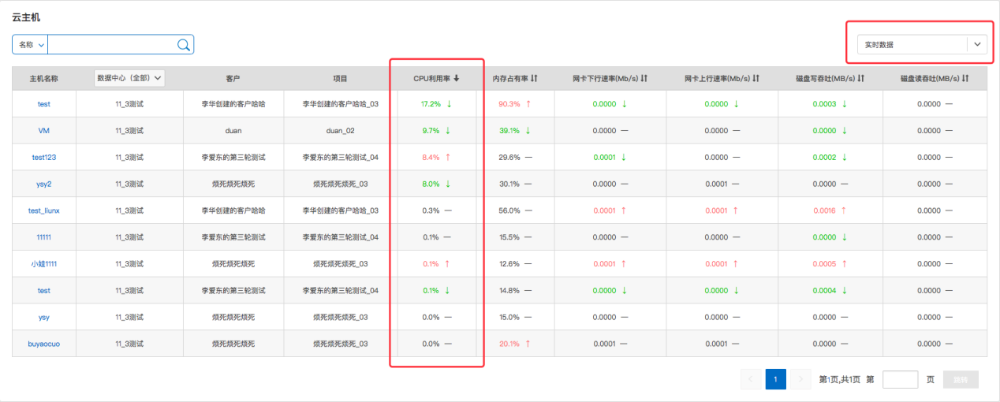 云主机
名称
实时数据
主机名称 数据中心（全部） 客户 项目 CPU利用率 内存占有率 网卡下行速率(Mb/s) 网卡上行速率(Mb/s) 磁盘写吞吐(MB/s) 磁盘读吞吐(MB/s)
test 11_3测试 李华创建的客户哈哈 李华创建的客户哈哈_03 17.2% ↓ 90.3% ↑ 0.0000 ↓ 0.0000 ↓ 0.0003 ↓ 0.0000 —
VM 11_3测试 duan duan_02 9.7% ↓ 39.1% ↓ 0.0000 — 0.0000 — 0.0000 ↓ 0.0000 —
test123 11_3测试 李爱东的第三轮测试 李爱东的第三轮测试_04 8.4% ↑ 29.6% — 0.0001 ↓ 0.0000 — 0.0002 ↓ 0.0000 —
ysy2 11_3测试 烦死烦死烦死 烦死烦死烦死_03 8.0% ↓ 30.1% — 0.0000 — 0.0001 — 0.0000 — 0.0000 —
test_liunx 11_3测试 李华创建的客户哈哈 李华创建的客户哈哈_03 0.3% — 56.0% — 0.0001 ↑ 0.0001 ↑ 0.0016 ↑ 0.0000 —
11111 11_3测试 李爱东的第三轮测试 李爱东的第三轮测试_04 0.1% — 15.5% — 0.0000 — 0.0000 — 0.0000 ↓ 0.0000 —
小娃1111 11_3测试 烦死烦死烦死 烦死烦死烦死_03 0.1% ↑ 12.6% — 0.0001 ↑ 0.0001 ↑ 0.0005 ↑ 0.0000 —
test 11_3测试 李爱东的第三轮测试 李爱东的第三轮测试_04 0.1% ↓ 14.8% — 0.0000 ↓ 0.0000 ↓ 0.0004 ↓ 0.0000 —
ysy 11_3测试 烦死烦死烦死 烦死烦死烦死_03 0.0% — 15.0% — 0.0000 — 0.0000 — 0.0000 — 0.0000 —
buyaocuo 11_3测试 烦死烦死烦死 烦死烦死烦死_03 0.0% — 20.1% ↑ 0.0001 — 0.0001 — 0.0000 — 0.0000 —
1 第1页,共1页 第 页 跳转